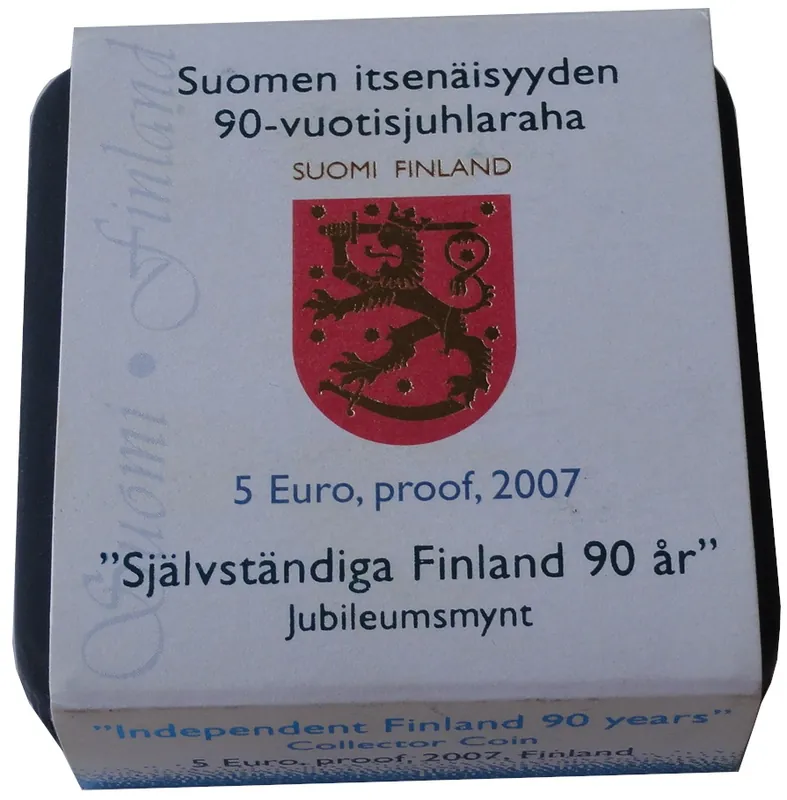 Suomen itsenäisyyden
90-vuotisjuhlaraha
SUOMI FINLAND
Suomi • Finland
5 Euro, proof, 2007
"Självständiga Finland 90 år"
Jubileumsmynt
"Independent Finland 90 years"
Collector Coin
5 Euro, proof, 2007, Finland